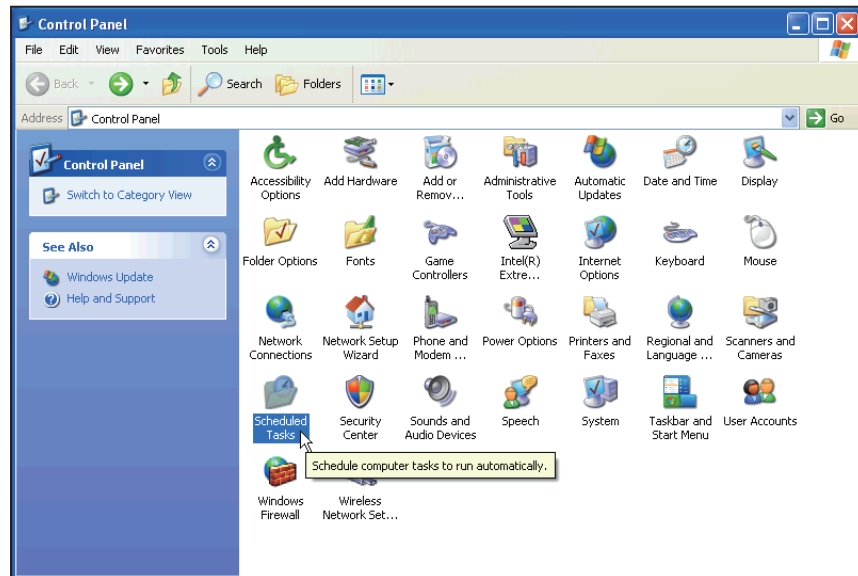 Control Panel
File Edit View Favorites Tools Help
Back Search Folders
Address Control Panel Go
Control Panel
Switch to Category View
See Also
Windows Update
Help and Support
Accessibility Options
Add Hardware
Add or Remov...
Administrative Tools
Automatic Updates
Date and Time
Display
Folder Options
Fonts
Game Controllers
Intel(R) Extre...
Internet Options
Keyboard
Mouse
Network Connections
Network Setup Wizard
Phone and Modem ...
Power Options
Printers and Faxes
Regional and Language ...
Scanners and Cameras
Scheduled Tasks
Security Center
Sounds and Audio Devices
Speech
System
Taskbar and Start Menu
User Accounts
Schedule computer tasks to run automatically.
Windows Firewall
Wireless Network Set...